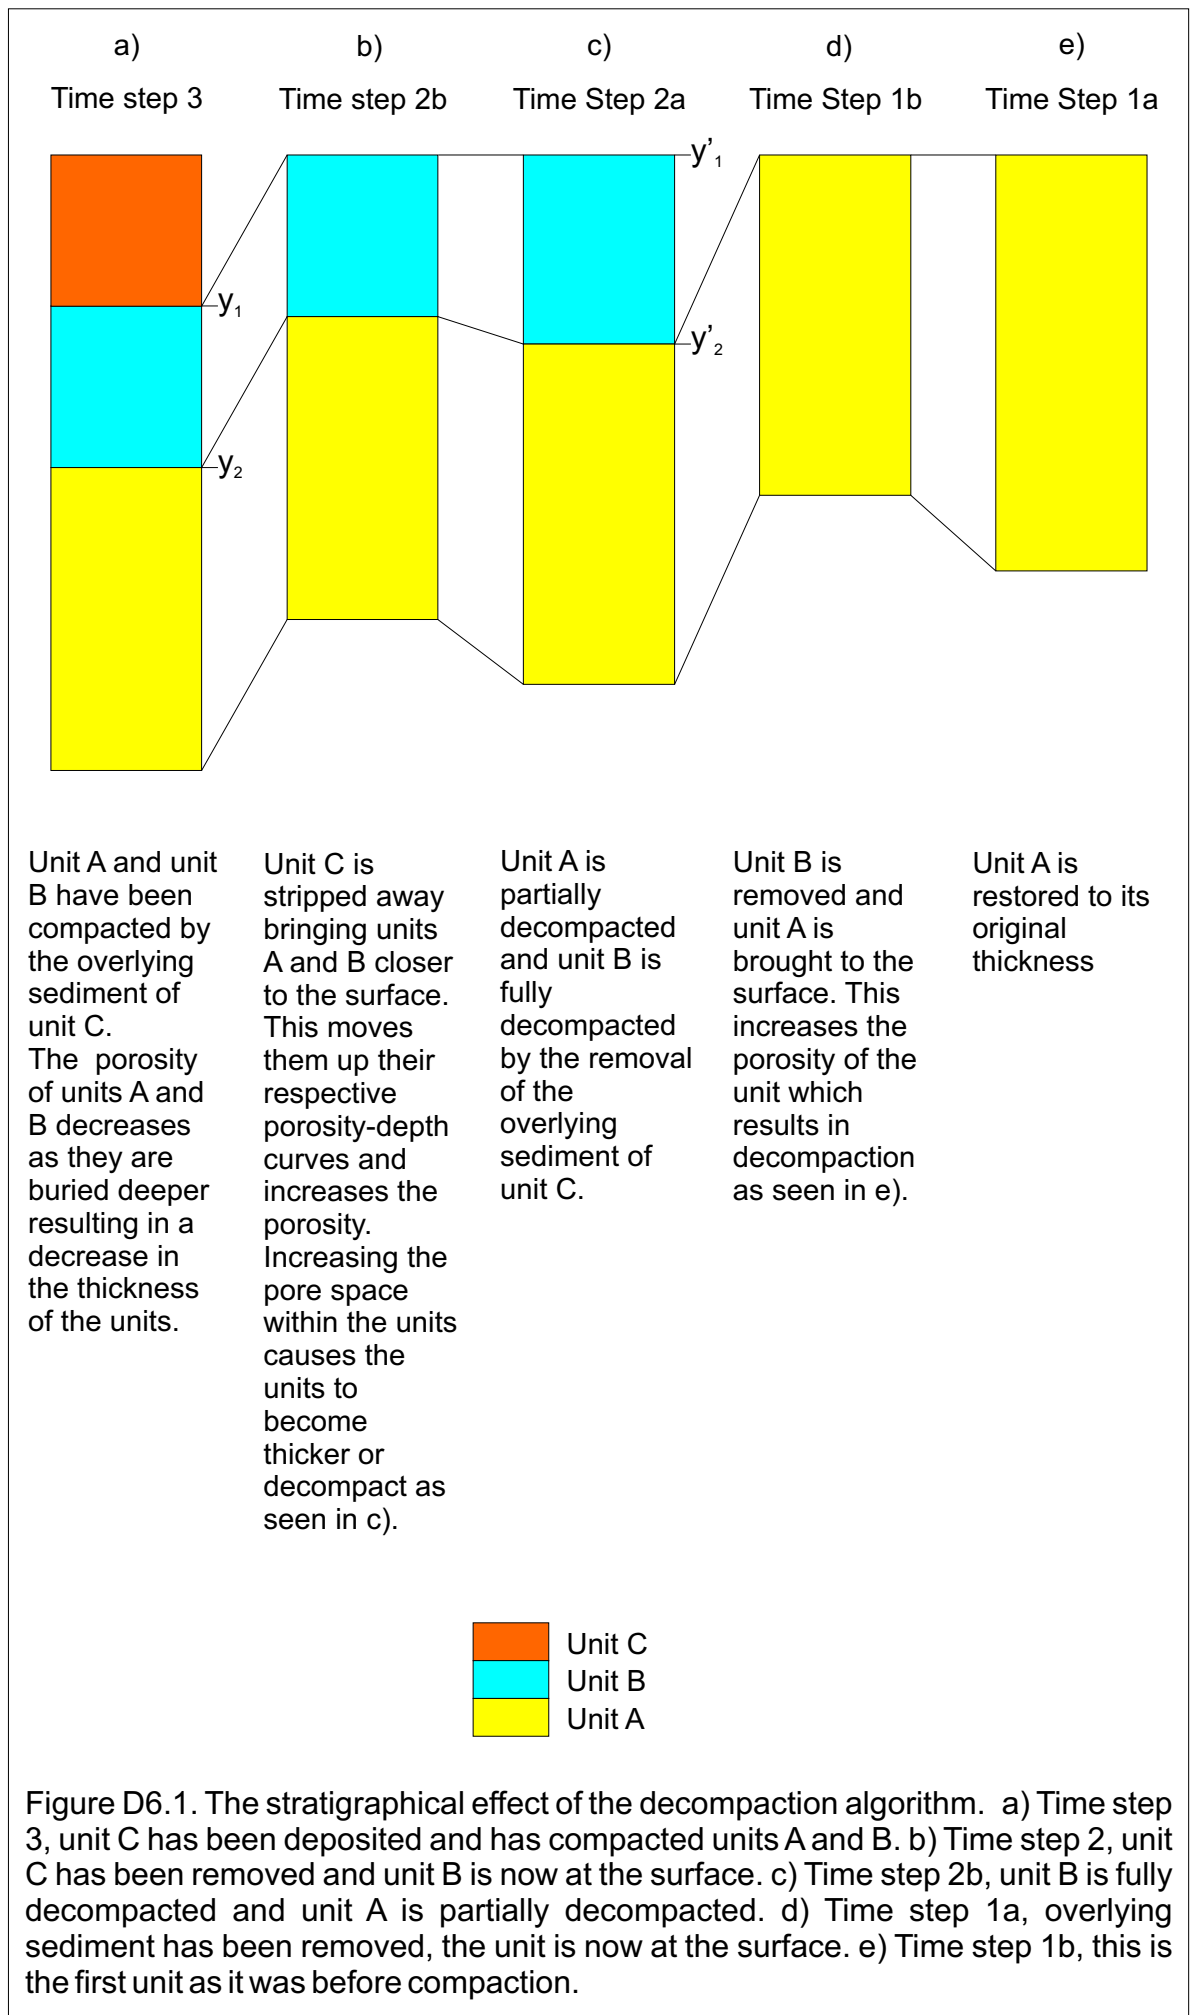 a)
b)
c)
d)
e)
Time step 3
Time step 2b
Time Step 2a
Time Step 1b
Time Step 1a
y'₁
y₁
y'₂
y₂
Unit A and unit
B have been
compacted by
the overlying
sediment of
unit C.
The porosity
of units A and
B decreases
as they are
buried deeper
resulting in a
decrease in
the thickness
of the units.
Unit C is
stripped away
bringing units
A and B closer
to the surface.
This moves
them up their
respective
porosity-depth
curves and
increases the
porosity.
Increasing the
pore space
within the units
causes the
units to
become
thicker or
decompact as
seen in c).
Unit A is
partially
decompacted
and unit B is
fully
decompacted
by the removal
of the
overlying
sediment of
unit C.
Unit B is
removed and
unit A is
brought to the
surface. This
increases the
porosity of the
unit which
results in
decompaction
as seen in e).
Unit A is
restored to its
original
thickness
Unit C
Unit B
Unit A
Figure D6.1. The stratigraphical effect of the decompaction algorithm. a) Time step
3, unit C has been deposited and has compacted units A and B. b) Time step 2, unit
C has been removed and unit B is now at the surface. c) Time step 2b, unit B is fully
decompacted and unit A is partially decompacted. d) Time step 1a, overlying
sediment has been removed, the unit is now at the surface. e) Time step 1b, this is
the first unit as it was before compaction.